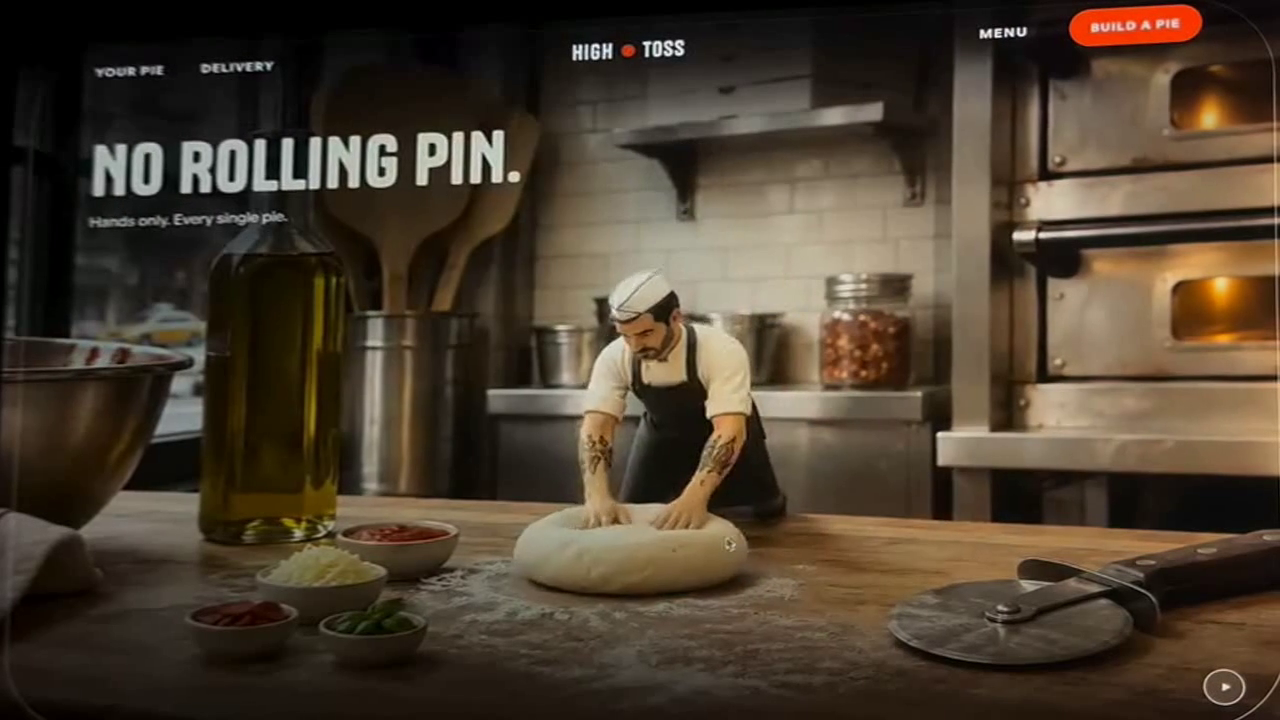 YOUR PIE
DELIVERY
HIGH TOSS
MENU
BUILD A PIE
NO ROLLING PIN.
Hands only. Every single pie.